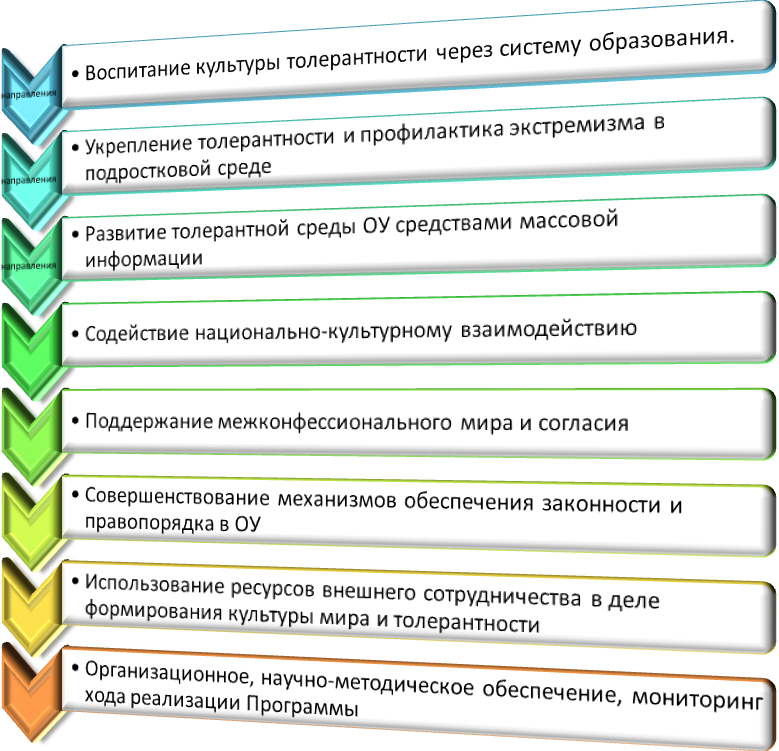 направления
• Воспитание культуры толерантности через систему образования.
направления
• Укрепление толерантности и профилактика экстремизма в
подростковой среде
направления
• Развитие толерантной среды ОУ средствами массовой
информации
• Содействие национально-культурному взаимодействию
• Поддержание межконфессионального мира и согласия
• Совершенствование механизмов обеспечения законности и
правопорядка в ОУ
• Использование ресурсов внешнего сотрудничества в деле
формирования культуры мира и толерантности
• Организационное, научно-методическое обеспечение, мониторинг
хода реализации Программы